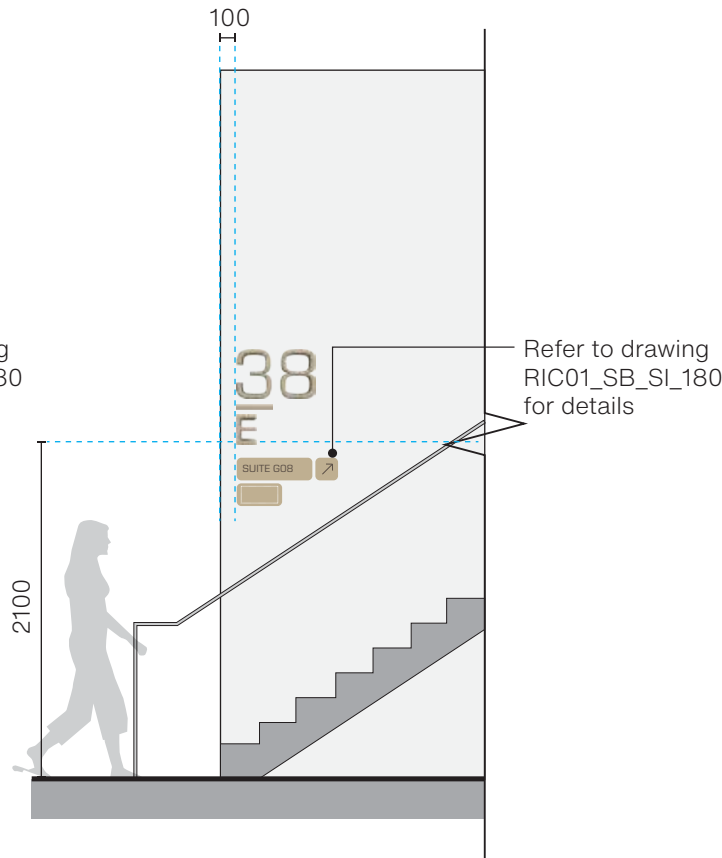 100
38
E
SUITE G08
Refer to drawing
RIC01_SB_SI_180
for details
2100